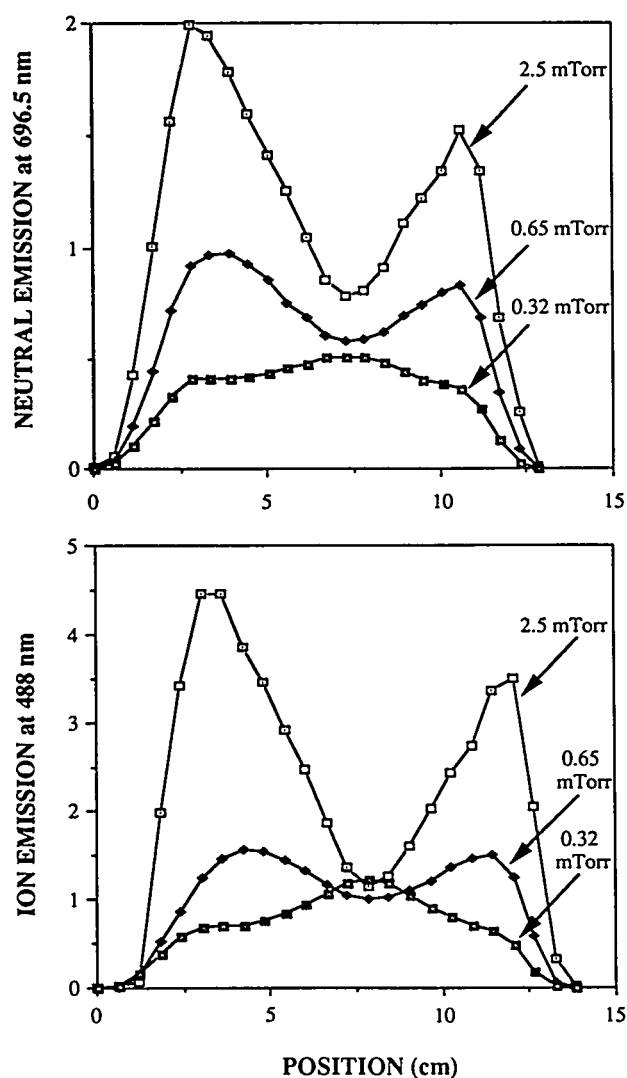 NEUTRAL EMISSION at 696.5 nm
2
1
0
0
5
10
15
2.5 mTorr
0.65 mTorr
0.32 mTorr
ION EMISSION at 488 nm
5
4
3
2
1
0
0
5
10
15
2.5 mTorr
0.65
mTorr
0.32
mTorr
POSITION (cm)